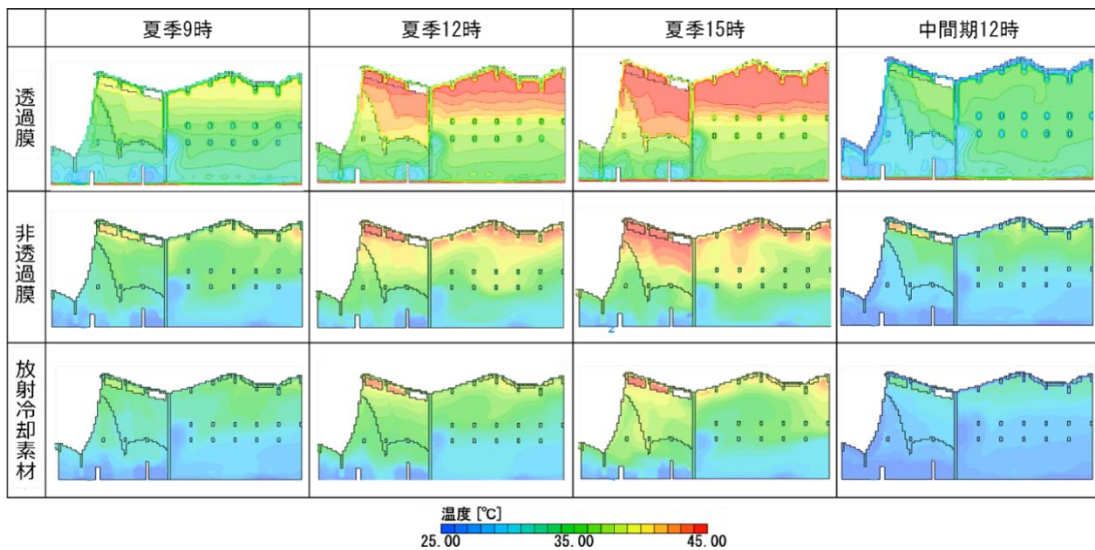 夏季9時
夏季12時
夏季15時
中間期12時
透過膜
非透過膜
放射冷却素材
温度 [℃]
25.00
35.00
45.00